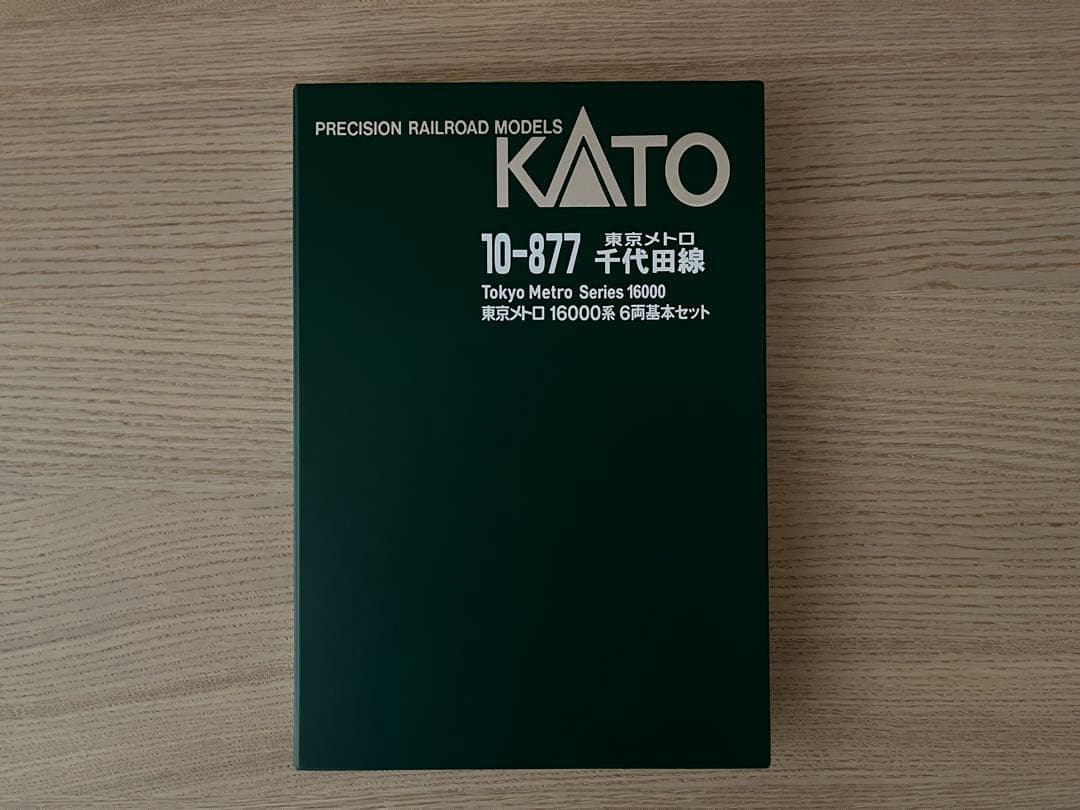 PRECISION RAILROAD MODELS
KATO
10-877 東京メトロ 千代田線
Tokyo Metro Series 16000
東京メトロ 16000系 6両基本セット